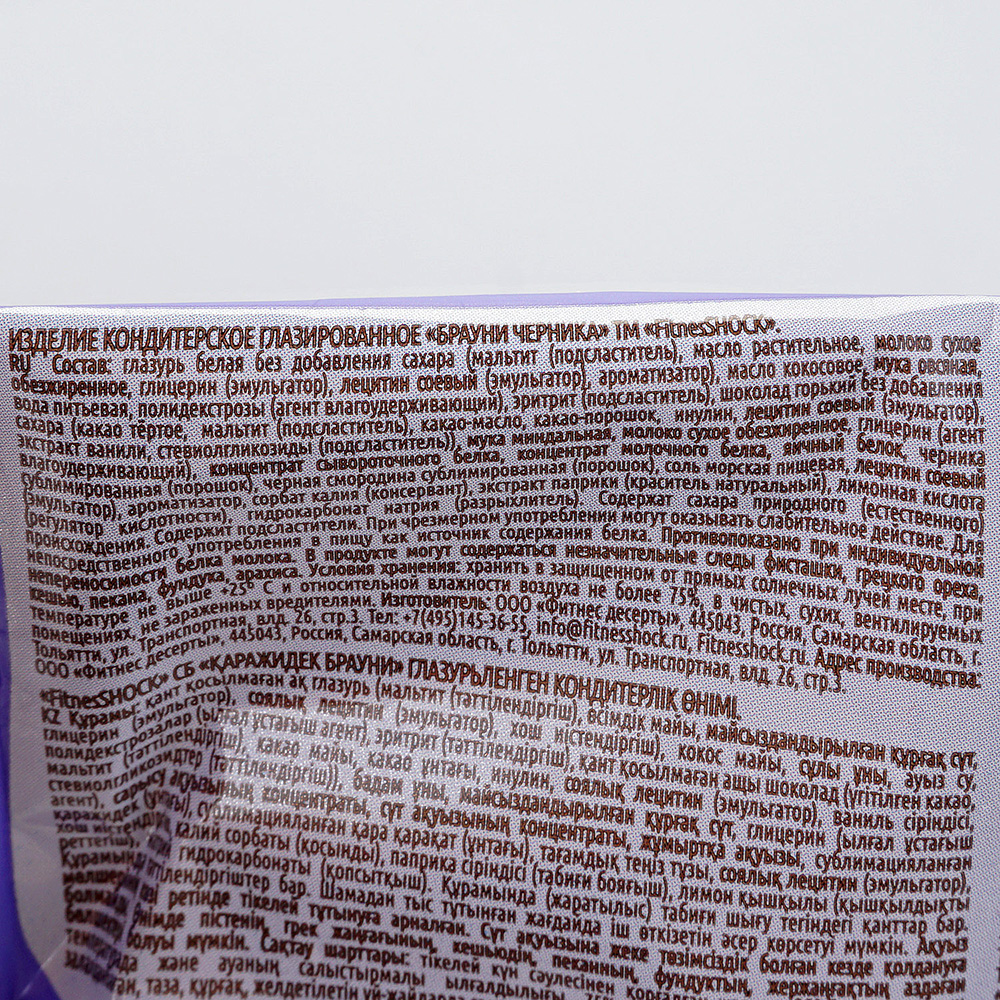 ИЗДЕЛИЕ КОНДИТЕРСКОЕ ГЛАЗИРОВАННОЕ «БРАУНИ ЧЕРНИКА» ТМ «FitnesSHOCK».
RU Состав: глазурь белая без добавления сахара (мальтит (подсластитель), масло растительное, молоко сухое
обезжиренное, глицерин (эмульгатор), лецитин соевый (эмульгатор), ароматизатор), масло кокосовое, мука овсяная,
вода питьевая, полидекстрозы (агент влагоудерживающий), эритрит (подсластитель), шоколад горький без добавления
сахара (какао тёртое, мальтит (подсластитель), какао-масло, какао-порошок, инулин, лецитин соевый (эмульгатор),
экстракт ванили, стевиолгликозиды (подсластитель)), мука миндальная, молоко сухое обезжиренное, глицерин (агент
влагоудерживающий), концентрат сывороточного белка, концентрат молочного белка, яичный белок, черника
сублимированная (порошок), черная смородина сублимированная (порошок), соль морская пищевая, лецитин соевый
(эмульгатор), ароматизатор, сорбат калия (консервант), экстракт паприки (краситель натуральный), лимонная кислота
(регулятор кислотности), гидрокарбонат натрия (разрыхлитель). Содержат сахара природного (естественного)
происхождения. Содержит подсластители. При чрезмерном употреблении могут оказывать слабительное действие. Для
непосредственного употребления в пищу как источник содержания белка. Противопоказано при индивидуальной
непереносимости белка молока. В продукте могут содержаться незначительные следы фисташки, грецкого ореха,
кешью, пекана, фундука, арахиса. Условия хранения: хранить в защищенном от прямых солнечных лучей месте, при
температуре не выше +25° С и относительной влажности воздуха не более 75%, в чистых, сухих, вентилируемых
помещениях, не зараженных вредителями. Изготовитель: ООО «Фитнес десерты», 445043, Россия, Самарская область, г.
Тольятти, ул. Транспортная, влд. 26, стр.3. Тел: +7(495)145-36-55, info@fitnesshock.ru, Fitnesshock.ru. Адрес производства:
ООО «Фитнес десерты», 445043, Россия, Самарская область, г. Тольятти, ул. Транспортная, влд. 26, стр.3.
«FitnesSHOCK» СБ «ҚАРАЖИДЕК БРАУНИ» ГЛАЗУРЬЛЕНГЕН КОНДИТЕРЛІК ӨНІМІ.
KZ Құрамы: қант қосылмаған ақ глазурь (мальтит (тәттілендіргіш), өсімдік майы, майсыздандырылған құрғақ сүт,
глицерин (эмульгатор), соялық лецитин (эмульгатор), хош иістендіргіш), кокос майы, сұлы ұны, ауыз су,
полидекстрозалар (ылғал ұстағыш агент), эритрит (тәттілендіргіш), қант қосылмаған ащы шоколад (үгітілген какао,
мальтит (тәттілендіргіш), какао майы, какао ұнтағы, инулин, соялық лецитин (эмульгатор), ваниль сіріндісі,
стевиолгликозидтер (тәттілендіргіш)), бадам ұны, майсыздандырылған құрғақ сүт, глицерин (ылғал ұстағыш
агент), сарысу ақуызының концентраты, сүт ақуызының концентраты, жұмыртқа ақуызы, сублимацияланған
қаражидек (ұнтағы), сублимацияланған қара қарақат (ұнтағы), тағамдық теңіз тұзы, соялық лецитин (эмульгатор),
хош калий сорбаты (қосынды), паприка сіріндісі (табиғи бояғыш), лимон қышқылы (қышқылдықты
реттегіш), гидрокарбонаты (қопсытқыш). Құрамында (жаратылыс) табиғи шығу тегіндегі қанттар бар.
Құрамында бар. Шамадан тыс тұтынған жағдайда іш өткізетін әсер көрсетуі мүмкін. Ақуыз
ретінде тікелей тұтынуға арналған. Сүт ақуызына жеке төзімсіздік болған кезде қолдануға
Өнімде пістенің, грек жаңғағының, кешьюдің, пеканның, фундуктың, жержаңғақтың аздаған
болуы мүмкін. Сақтау шарттары: тікелей күн сәулесінен
және ауаның салыстырмалы ылғалдылығы
таза, құрғақ, желдетілетін